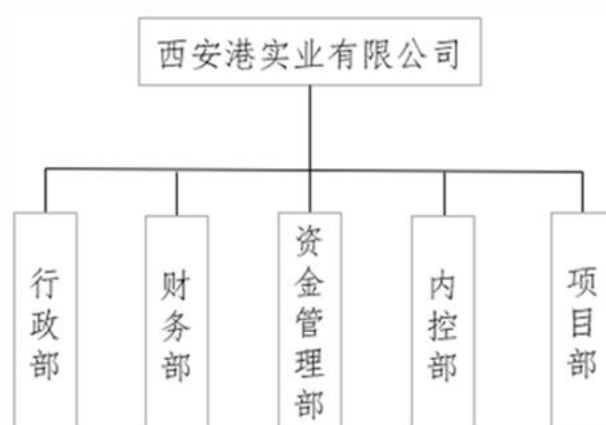 西安港实业有限公司
行政部
财务部
资金管理部
内控部
项目部